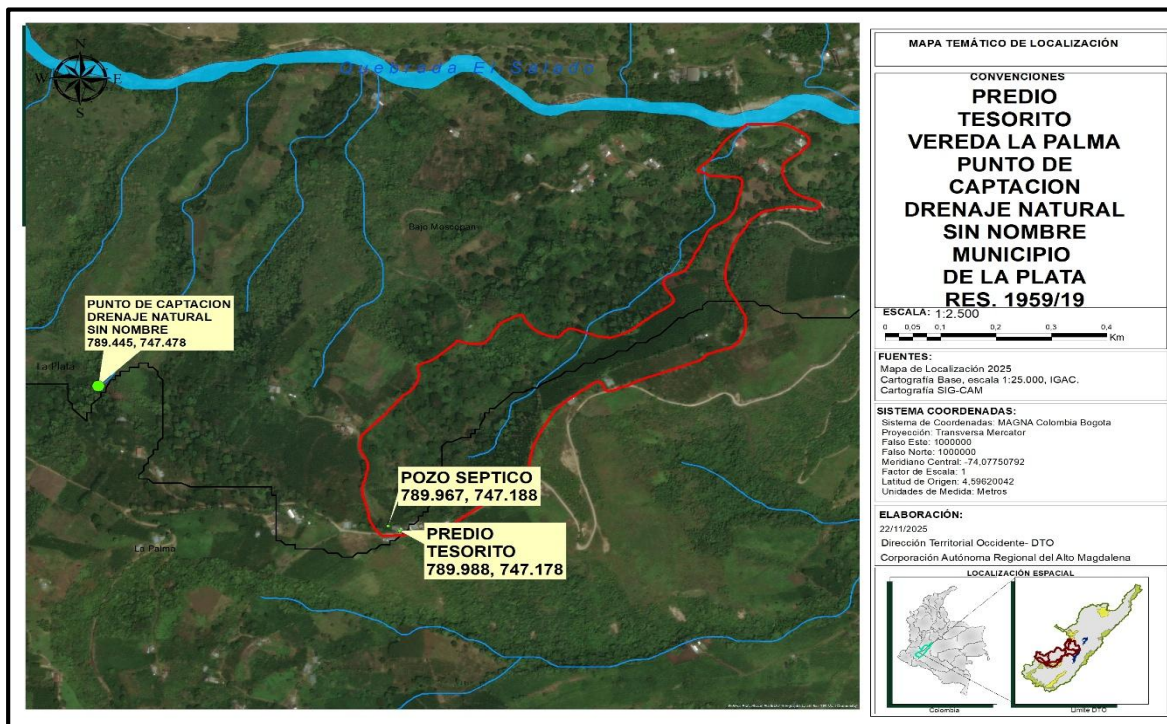 N
W E
S
Quebrada El Salado
Bajo Moscopan
PUNTO DE CAPTACION
DRENAJE NATURAL
SIN NOMBRE
789.445, 747.478
La Plata
POZO SEPTICO
789.967, 747.188
PREDIO
TESORITO
789.988, 747.178
La Palma
MAPA TEMÁTICO DE LOCALIZACIÓN
CONVENCIONES
PREDIO
TESORITO
VEREDA LA PALMA
PUNTO DE
CAPTACION
DRENAJE NATURAL
SIN NOMBRE
MUNICIPIO
DE LA PLATA
RES. 1959/19
ESCALA: 1:2.500
0 0,05 0,1 0,2 0,3 0,4
Km
FUENTES:
Mapa de Localización 2025
Cartografía Base, escala 1:25.000, IGAC.
Cartografía SIG-CAM
SISTEMA COORDENADAS:
Sistema de Coordenadas: MAGNA Colombia Bogota
Proyección: Transversa Mercator
Falso Este: 1000000
Falso Norte: 1000000
Meridiano Central: -74,07750792
Factor de Escala: 1
Latitud de Origen: 4,59620042
Unidades de Medida: Metros
ELABORACIÓN:
22/11/2025
Dirección Territorial Occidente- DTO
Corporación Autónoma Regional del Alto Magdalena
LOCALIZACIÓN ESPACIAL
Colombia
Límite DTO